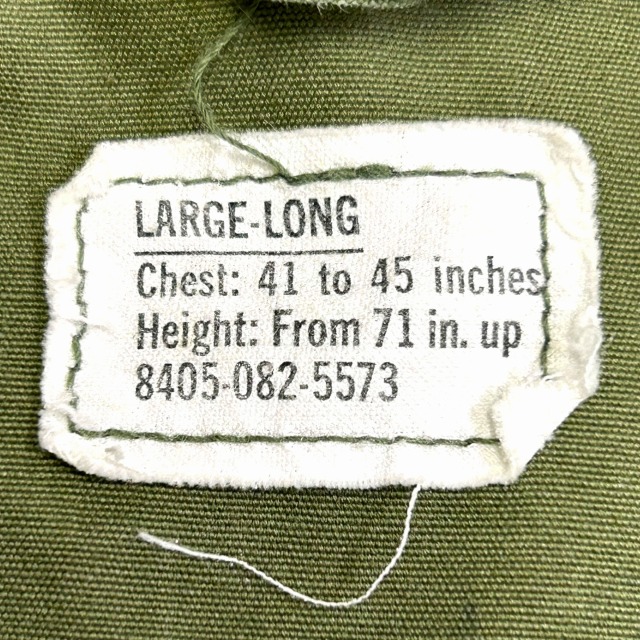 LARGE-LONG
Chest: 41 to 45 inches
Height: From 71 in. up
8405-082-5573